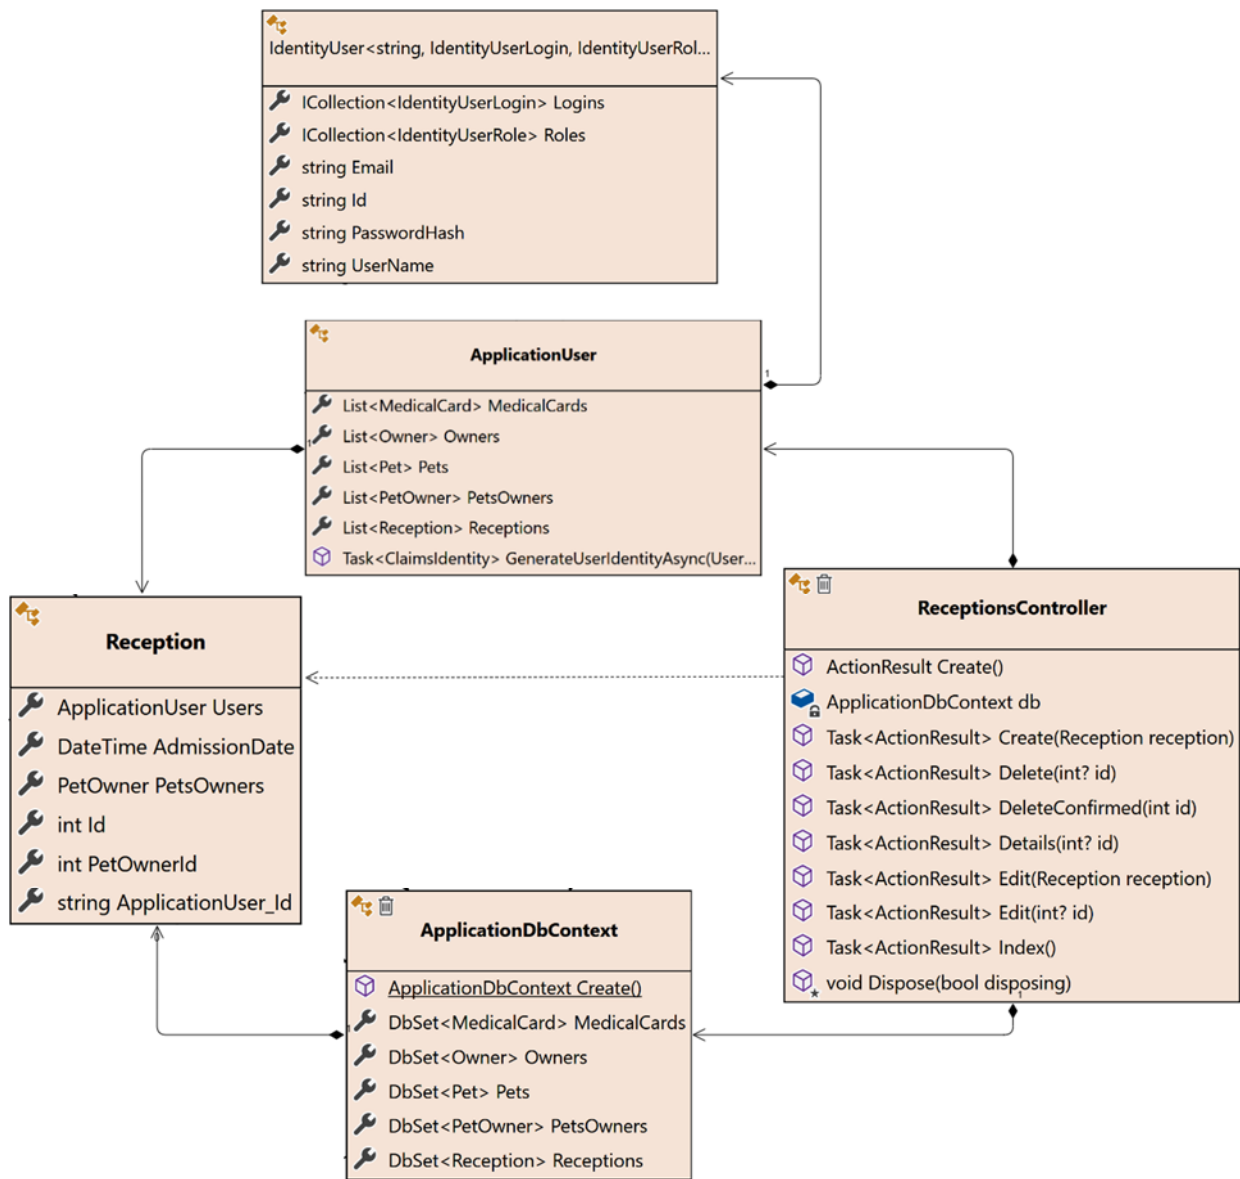 IdentityUser<string, IdentityUserLogin, IdentityUserRol...
ICollection<IdentityUserLogin> Logins
ICollection<IdentityUserRole> Roles
string Email
string Id
string PasswordHash
string UserName
ApplicationUser
1
List<MedicalCard> MedicalCards
List<Owner> Owners
1
List<Pet> Pets
List<PetOwner> PetsOwners
List<Reception> Receptions
Task<ClaimsIdentity> GenerateUserIdentityAsync(User...
Reception
ApplicationUser Users
DateTime AdmissionDate
PetOwner PetsOwners
int Id
int PetOwnerId
string ApplicationUser_Id
ReceptionsController
ActionResult Create()
ApplicationDbContext db
Task<ActionResult> Create(Reception reception)
Task<ActionResult> Delete(int? id)
Task<ActionResult> DeleteConfirmed(int id)
Task<ActionResult> Details(int? id)
Task<ActionResult> Edit(Reception reception)
Task<ActionResult> Edit(int? id)
Task<ActionResult> Index()
void Dispose(bool disposing)
1
ApplicationDbContext
ApplicationDbContext Create()
1
DbSet<MedicalCard> MedicalCards
DbSet<Owner> Owners
DbSet<Pet> Pets
DbSet<PetOwner> PetsOwners
DbSet<Reception> Receptions